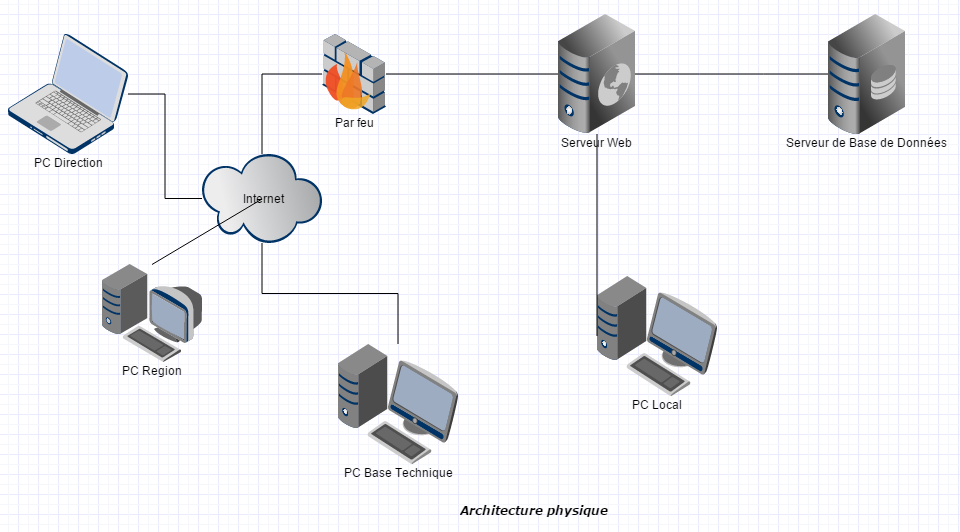 Par feu
Serveur Web
Serveur de Base de Données
PC Direction
Internet
PC Region
PC Local
PC Base Technique
Architecture physique